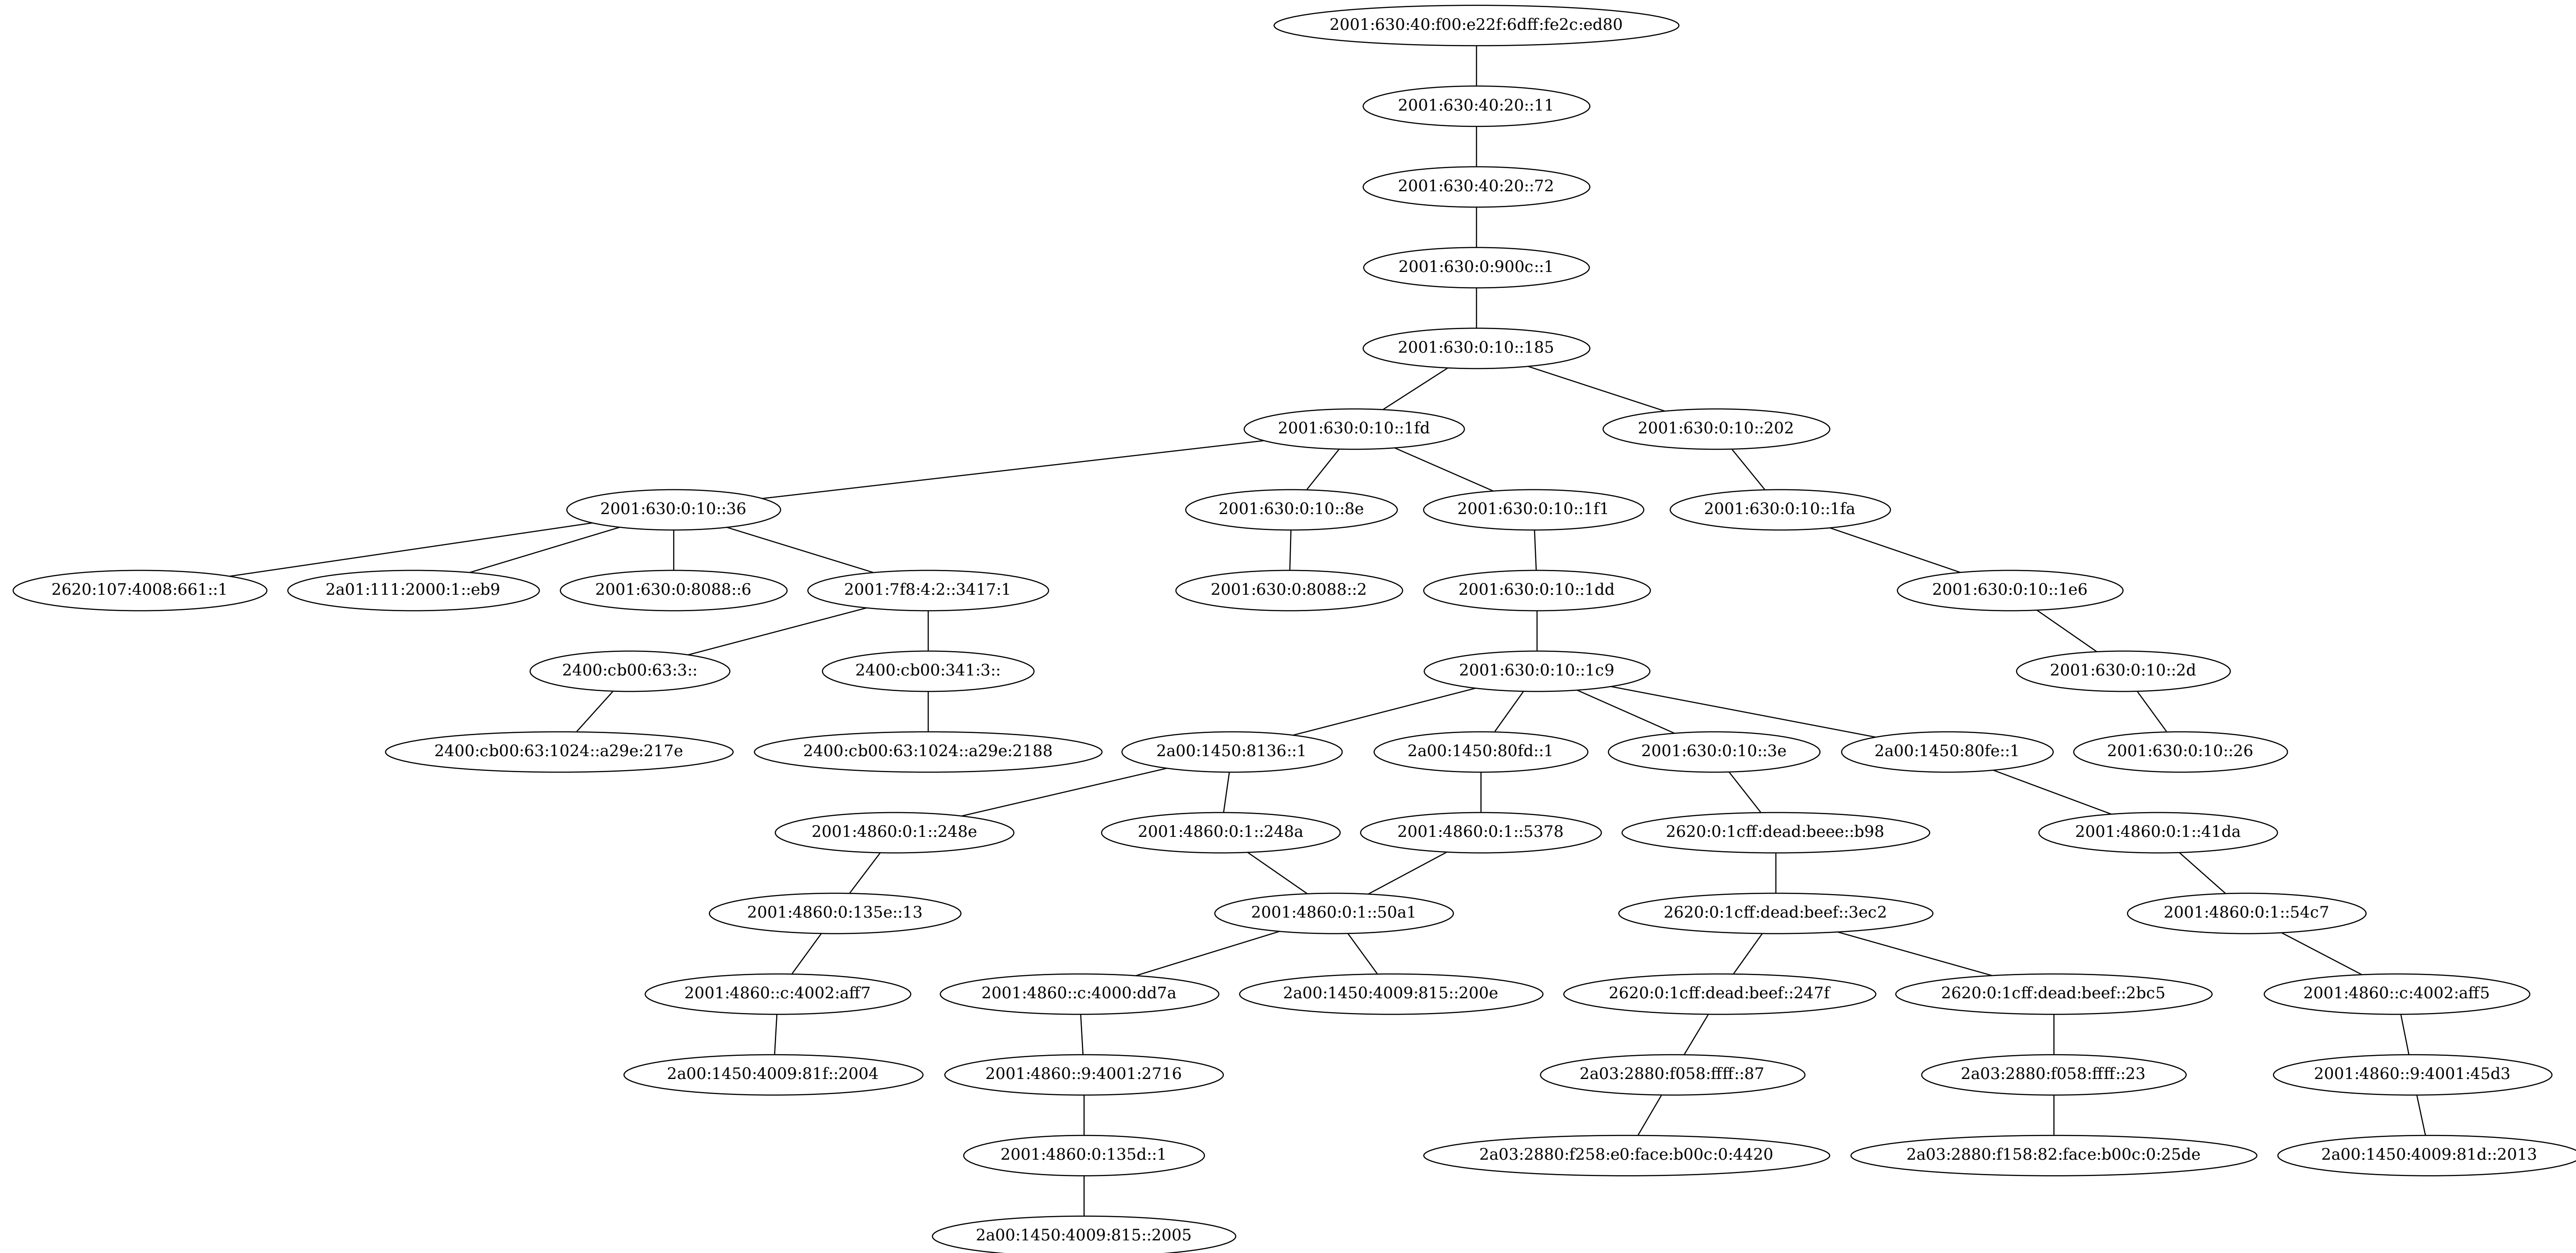 2001:630:40:f00:e22f:6dff:fe2c:ed80
2001:630:40:20::11
2001:630:40:20::72
2001:630:0:900c::1
2001:630:0:10::185
2001:630:0:10::1fd
2001:630:0:10::202
2001:630:0:10::36
2001:630:0:10::8e
2001:630:0:10::1f1
2001:630:0:10::1fa
2620:107:4008:661::1
2a01:111:2000:1::eb9
2001:630:0:8088::6
2001:7f8:4:2::3417:1
2001:630:0:8088::2
2001:630:0:10::1dd
2001:630:0:10::1e6
2400:cb00:63:3::
2400:cb00:341:3::
2001:630:0:10::1c9
2001:630:0:10::2d
2400:cb00:63:1024::a29e:217e
2400:cb00:63:1024::a29e:2188
2a00:1450:8136::1
2a00:1450:80fd::1
2001:630:0:10::3e
2a00:1450:80fe::1
2001:630:0:10::26
2001:4860:0:1::248e
2001:4860:0:1::248a
2001:4860:0:1::5378
2620:0:1cff:dead:beee::b98
2001:4860:0:1::41da
2001:4860:0:135e::13
2001:4860:0:1::50a1
2620:0:1cff:dead:beef::3ec2
2001:4860:0:1::54c7
2001:4860::c:4002:aff7
2001:4860::c:4000:dd7a
2a00:1450:4009:815::200e
2620:0:1cff:dead:beef::247f
2620:0:1cff:dead:beef::2bc5
2001:4860::c:4002:aff5
2a00:1450:4009:81f::2004
2001:4860::9:4001:2716
2a03:2880:f058:ffff::87
2a03:2880:f058:ffff::23
2001:4860::9:4001:45d3
2001:4860:0:135d::1
2a03:2880:f258:e0:face:b00c:0:4420
2a03:2880:f158:82:face:b00c:0:25de
2a00:1450:4009:81d::2013
2a00:1450:4009:815::2005